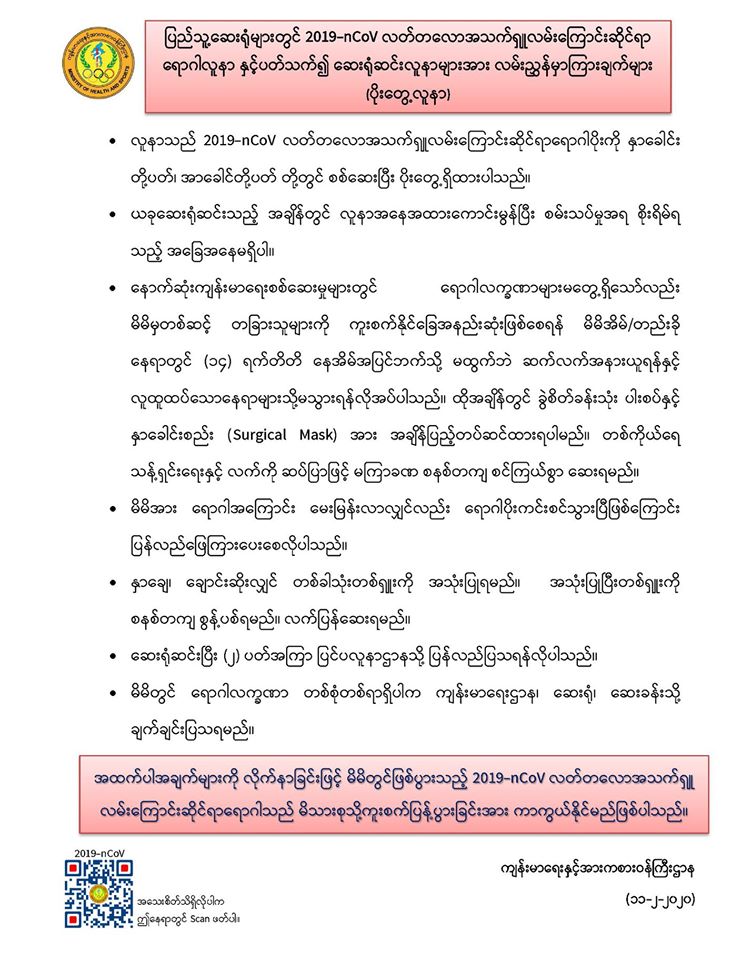 ပြည်သူ့ဆေးရုံများတွင် 2019–nCoV လတ်တလောအသက်ရှူလမ်းကြောင်းဆိုင်ရာ
ရောဂါလူနာ နှင့်ပတ်သက်၍ ဆေးရုံဆင်းလူနာများအား လမ်းညွှန်မှာကြားချက်များ
(ပိုးတွေ့လူနာ)
MINISTRY OF HEALTH AND SPORTS
• လူနာသည် 2019–nCoV လတ်တလောအသက်ရှူလမ်းကြောင်းဆိုင်ရာရောဂါပိုးကို နှာခေါင်း
တို့ပတ်၊ အာခေါင်တို့ပတ် တို့တွင် စစ်ဆေးပြီး ပိုးတွေ့ရှိထားပါသည်။
• ယခုဆေးရုံဆင်းသည့် အချိန်တွင် လူနာအနေအထားကောင်းမွန်ပြီး စမ်းသပ်မှုအရ စိုးရိမ်ရ
သည့် အခြေအနေမရှိပါ။
• နောက်ဆုံးကျန်းမာရေးစစ်ဆေးမှုများတွင် ရောဂါလက္ခဏာများမတွေ့ရှိသော်လည်း
မိမိမှတစ်ဆင့် တခြားသူများကို ကူးစက်နိုင်ခြေအနည်းဆုံးဖြစ်စေရန် မိမိအိမ်/တည်းခို
နေရာတွင် (၁၄) ရက်တိတိ နေအိမ်အပြင်ဘက်သို့ မထွက်ဘဲ ဆက်လက်အနားယူရန်နှင့်
လူထူထပ်သောနေရာများသို့မသွားရန်လိုအပ်ပါသည်။ ထိုအချိန်တွင် ခွဲစိတ်ခန်းသုံး ပါးစပ်နှင့်
နှာခေါင်းစည်း (Surgical Mask) အား အချိန်ပြည့်တပ်ဆင်ထားရပါမည်။ တစ်ကိုယ်ရေ
သန့်ရှင်းရေးနှင့် လက်ကို ဆပ်ပြာဖြင့် မကြာခဏ စနစ်တကျ စင်ကြယ်စွာ ဆေးရမည်။
• မိမိအား ရောဂါအကြောင်း မေးမြန်းလာလျှင်လည်း ရောဂါပိုးကင်းစင်သွားပြီဖြစ်ကြောင်း
ပြန်လည်ဖြေကြားပေးစေလိုပါသည်။
• နှာချေ၊ ချောင်းဆိုးလျှင် တစ်ခါသုံးတစ်ရှူးကို အသုံးပြုရမည်။ အသုံးပြုပြီးတစ်ရှူးကို
စနစ်တကျ စွန့်ပစ်ရမည်။ လက်ပြန်ဆေးရမည်။
• ဆေးရုံဆင်းပြီး (၂) ပတ်အကြာ ပြင်ပလူနာဌာနသို့ ပြန်လည်ပြသရန်လိုပါသည်။
• မိမိတွင် ရောဂါလက္ခဏာ တစ်စုံတစ်ရာရှိပါက ကျန်းမာရေးဌာန၊ ဆေးရုံ၊ ဆေးခန်းသို့
ချက်ချင်းပြသရမည်။
အထက်ပါအချက်များကို လိုက်နာခြင်းဖြင့် မိမိတွင်ဖြစ်ပွားသည့် 2019–nCoV လတ်တလောအသက်ရှူ
လမ်းကြောင်းဆိုင်ရာရောဂါသည် မိသားစုသို့ကူးစက်ပြန့်ပွားခြင်းအား ကာကွယ်နိုင်မည်ဖြစ်ပါသည်။
2019–nCoV
အသေးစိတ်သိရှိလိုပါက
ဤနေရာတွင် Scan ဖတ်ပါ။
ကျန်းမာရေးနှင့်အားကစားဝန်ကြီးဌာန
(၁၁–၂–၂၀၂၀)